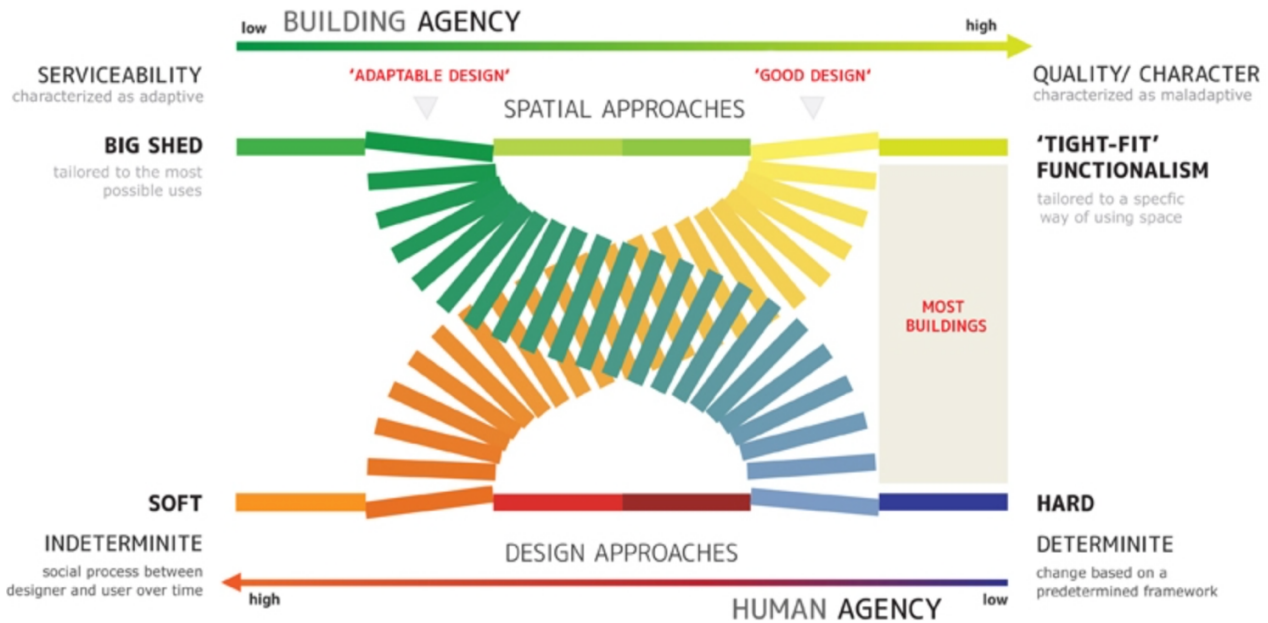 low BUILDING AGENCY high
SERVICEABILITY
characterized as adaptive
'ADAPTABLE DESIGN'
'GOOD DESIGN'
QUALITY/ CHARACTER
characterized as maladaptive
SPATIAL APPROACHES
BIG SHED
tailored to the most
possible uses
'TIGHT-FIT'
FUNCTIONALISM
tailored to a specfic
way of using space
MOST
BUILDINGS
SOFT
HARD
INDETERMINITE
social process between
designer and user over time
DESIGN APPROACHES
DETERMINITE
change based on a
predetermined framework
high
HUMAN AGENCY
low